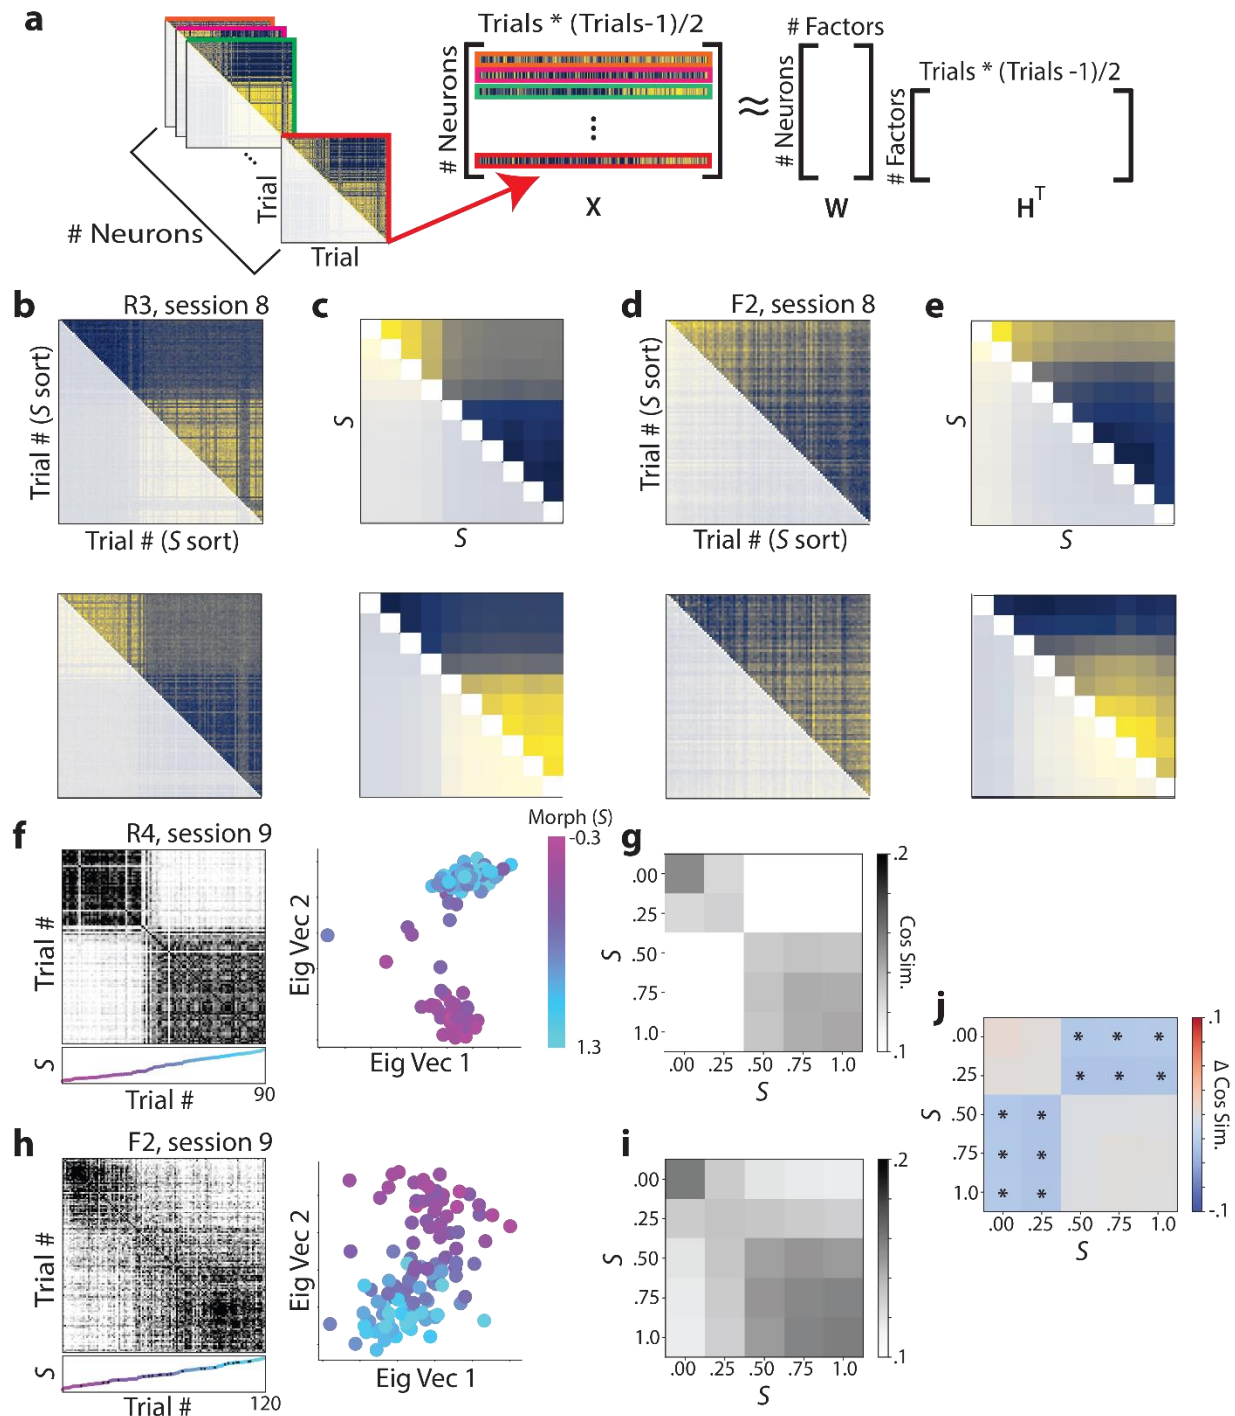 a
# Neurons
Trial
Trial
Trials * (Trials-1)/2
# Neurons
X
≈
# Factors
# Neurons
W
Trials * (Trials -1)/2
# Factors
H^T
b
R3, session 8
Trial # (S sort)
Trial # (S sort)
c
S
S
d
F2, session 8
Trial # (S sort)
Trial # (S sort)
e
S
S
f
R4, session 9
Trial #
S
Trial #
90
Eig Vec 2
Eig Vec 1
Morph (S)
-0.3
1.3
g
S
.00
.25
.50
.75
1.0
.00 .25 .50 .75 1.0
S
.2
Cos Sim.
.1
h
F2, session 9
Trial #
S
Trial #
120
Eig Vec 2
Eig Vec 1
i
S
.00
.25
.50
.75
1.0
.00 .25 .50 .75 1.0
S
.2
.1
j
S
.00
.25
.50
.75
1.0
* * *
* * *
* *
* *
* *
.00 .25 .50 .75 1.0
S
.1
Δ Cos Sim.
-.1